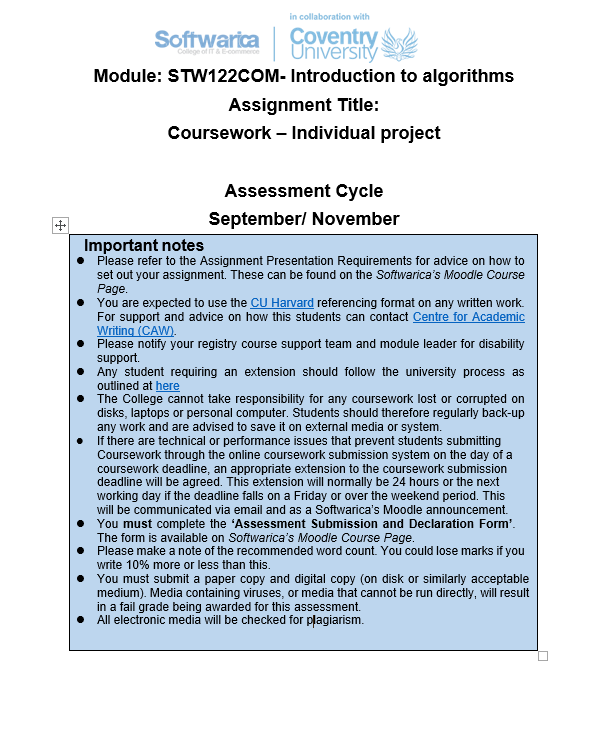 in collaboration with
Softwarica
College of IT & E-commerce
Coventry
University
Module: STW122COM- Introduction to algorithms
Assignment Title:
Coursework – Individual project
Assessment Cycle
September/ November
Important notes
● Please refer to the Assignment Presentation Requirements for advice on how to
set out your assignment. These can be found on the Softwarica's Moodle Course
Page.
● You are expected to use the CU Harvard referencing format on any written work.
For support and advice on how this students can contact Centre for Academic
Writing (CAW).
● Please notify your registry course support team and module leader for disability
support.
● Any student requiring an extension should follow the university process as
outlined at here
● The College cannot take responsibility for any coursework lost or corrupted on
disks, laptops or personal computer. Students should therefore regularly back-up
any work and are advised to save it on external media or system.
● If there are technical or performance issues that prevent students submitting
Coursework through the online coursework submission system on the day of a
coursework deadline, an appropriate extension to the coursework submission
deadline will be agreed. This extension will normally be 24 hours or the next
working day if the deadline falls on a Friday or over the weekend period. This
will be communicated via email and as a Softwarica's Moodle announcement.
● You must complete the 'Assessment Submission and Declaration Form'.
The form is available on Softwarica's Moodle Course Page.
● Please make a note of the recommended word count. You could lose marks if you
write 10% more or less than this.
● You must submit a paper copy and digital copy (on disk or similarly acceptable
medium). Media containing viruses, or media that cannot be run directly, will result
in a fail grade being awarded for this assessment.
● All electronic media will be checked for plagiarism.